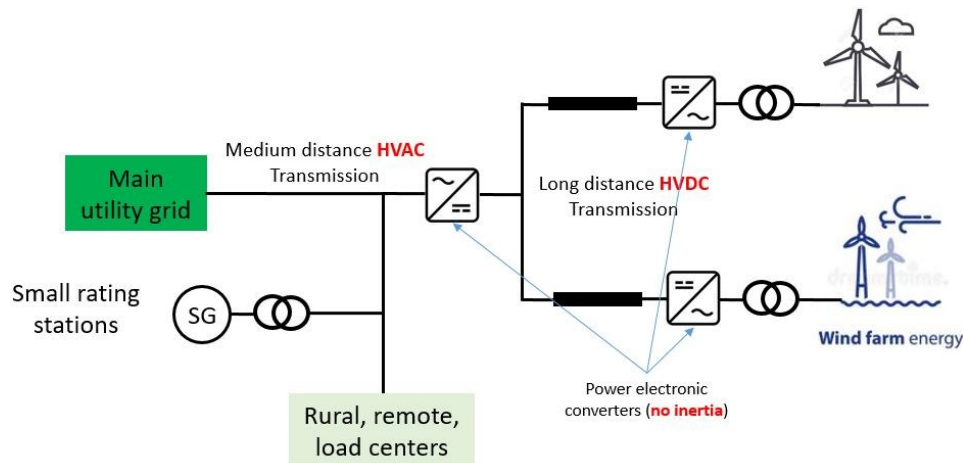 Medium distance HVAC
Transmission
Main
utility grid
Long distance HVDC
Transmission
Small rating
stations
SG
dreamstime.
Wind farm energy
Power electronic
converters (no inertia)
Rural, remote,
load centers